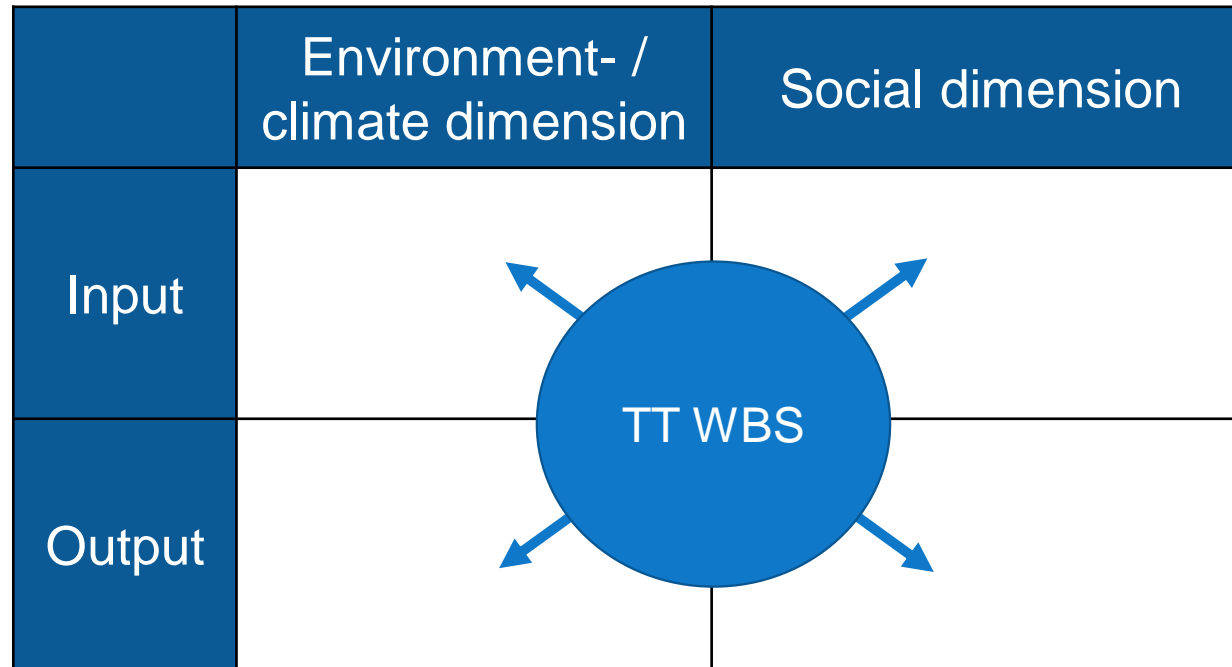 Environment- /
climate dimension
Social dimension
Input
TT WBS
Output